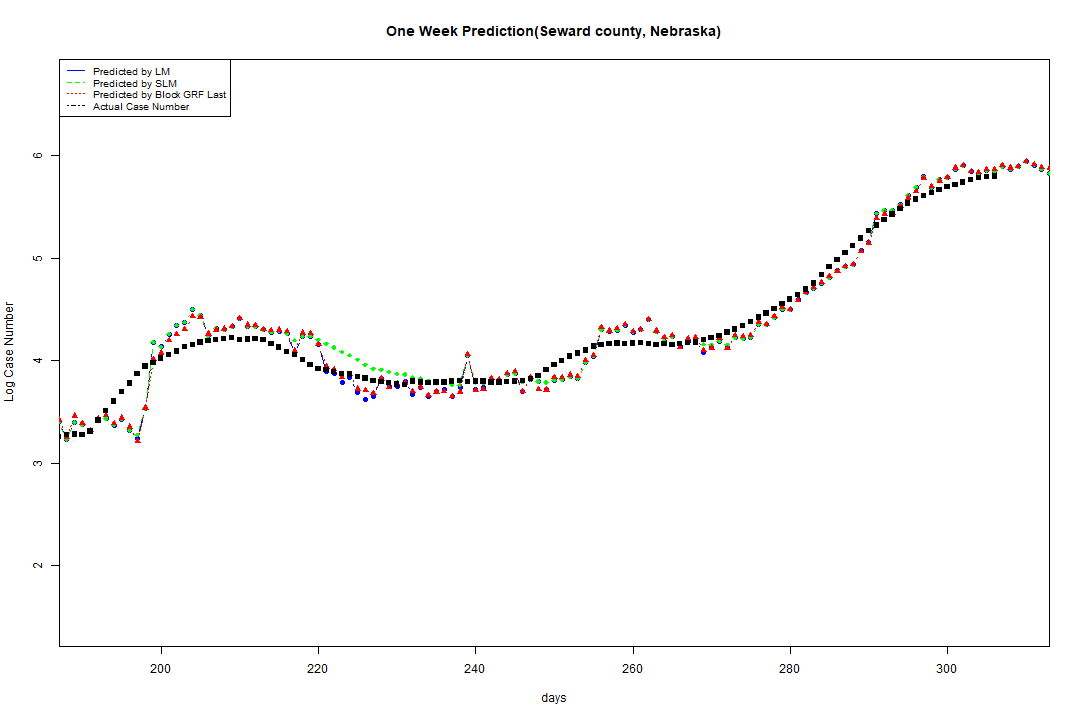 One Week Prediction(Seward county, Nebraska)
Predicted by LM
Predicted by SLM
Predicted by Block GRF Last
Actual Case Number
6
5
4
3
2
Log Case Number
200 220 240 260 280 300
days